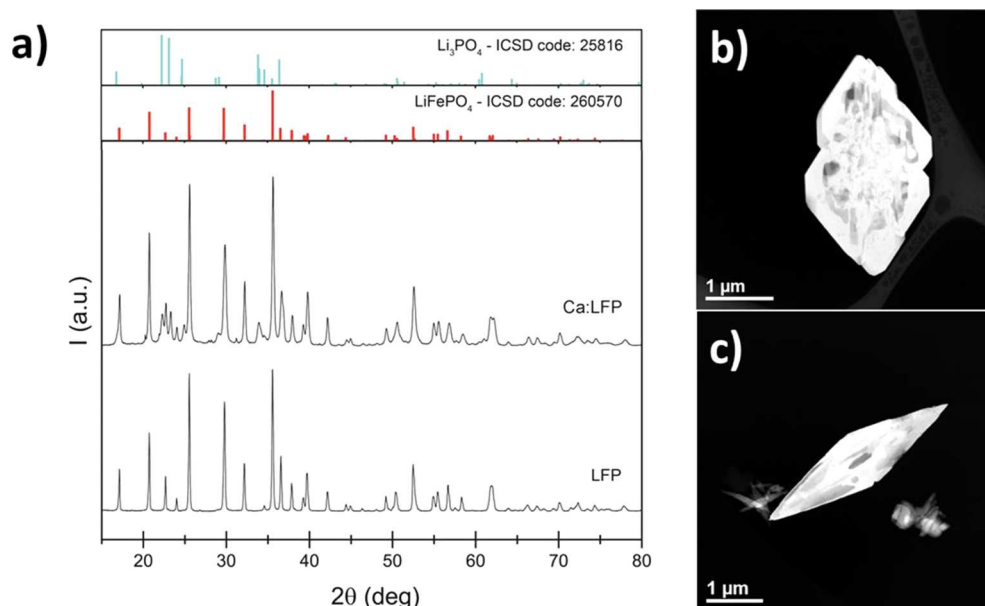 a)
Li₃PO₄ - ICSD code: 25816
LiFePO₄ - ICSD code: 260570
I (a.u.)
Ca:LFP
LFP
20 30 40 50 60 70 80
2θ (deg)
b)
1 µm
c)
1 µm